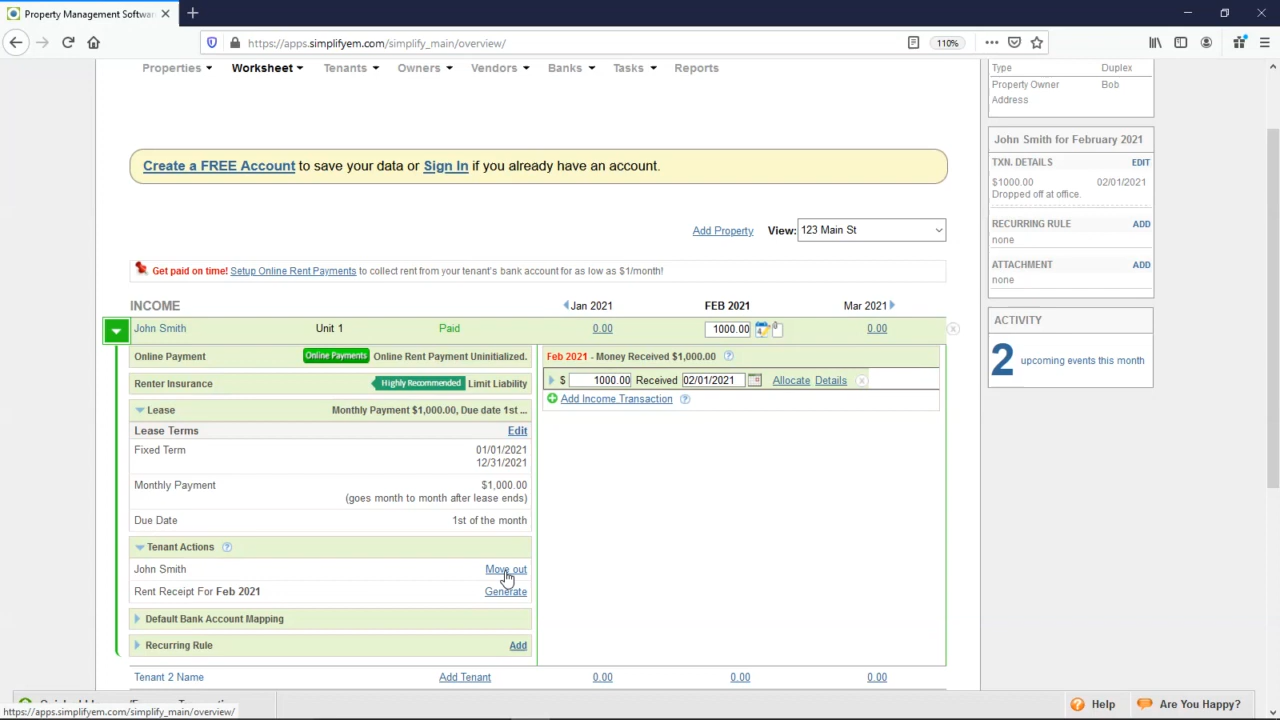 Property Management Softwar
https://apps.simplifyem.com/simplify_main/overview/
110%
Properties Worksheet Tenants Owners Vendors Banks Tasks Reports
Type Duplex
Property Owner Bob
Address
Create a FREE Account to save your data or Sign In if you already have an account.
John Smith for February 2021
TXN. DETAILS EDIT
$1000.00 02/01/2021
Dropped off at office.
RECURRING RULE ADD
none
ATTACHMENT ADD
none
ACTIVITY
2 upcoming events this month
Add Property View: 123 Main St
Get paid on time! Setup Online Rent Payments to collect rent from your tenant's bank account for as low as $1/month!
INCOME Jan 2021 FEB 2021 Mar 2021
John Smith Unit 1 Paid 0.00 1000.00 0.00
Online Payment Online Payments Online Rent Payment Uninitialized.
Renter Insurance Highly Recommended Limit Liability
Lease Monthly Payment $1,000.00, Due date 1st ...
Lease Terms Edit
Fixed Term 01/01/2021
12/31/2021
Monthly Payment $1,000.00
(goes month to month after lease ends)
Due Date 1st of the month
Tenant Actions
John Smith Move out
Rent Receipt For Feb 2021 Generate
Default Bank Account Mapping
Recurring Rule Add
Feb 2021 - Money Received $1,000.00
$ 1000.00 Received 02/01/2021 Allocate Details
Add Income Transaction
Tenant 2 Name Add Tenant 0.00 0.00 0.00
Help Are You Happy?
https://apps.simplifyem.com/simplify_main/overview/